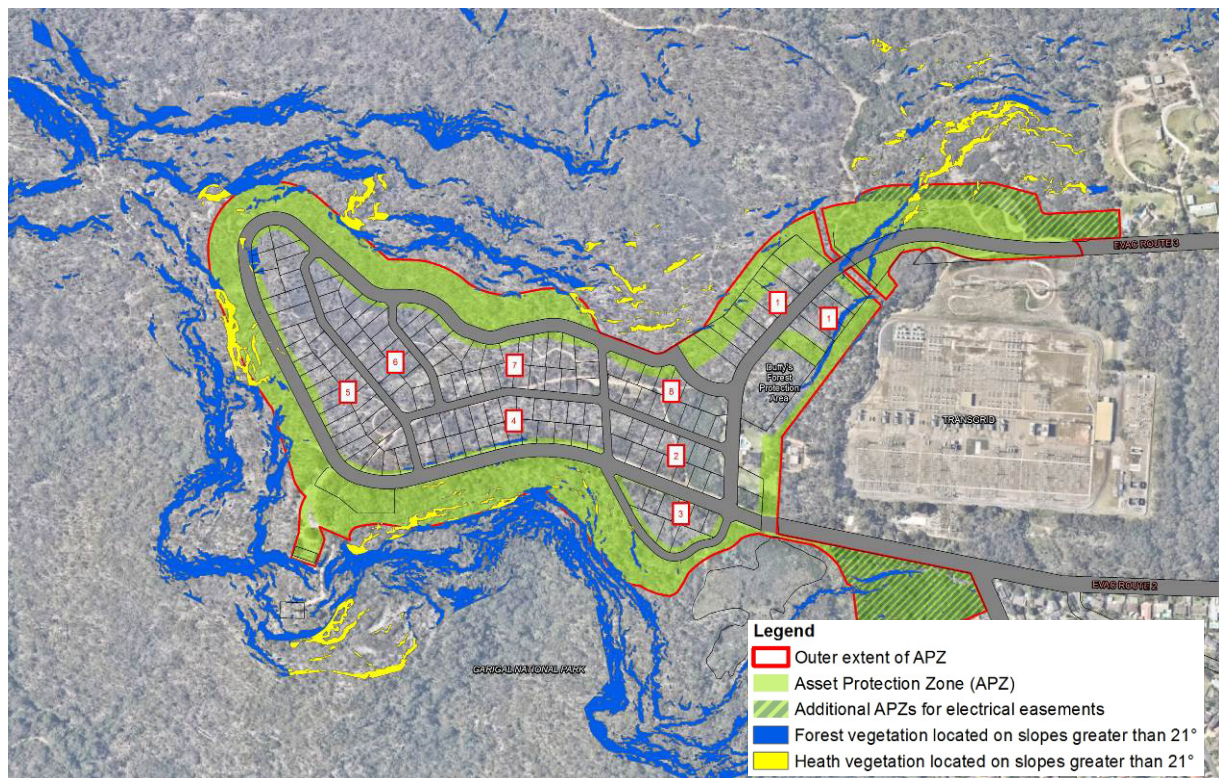 EVAC ROUTE 3
1
1
6
7
8
5
4
2
3
Duffy's
Forest
Protection
Area
TRANSGRID
EVAC ROUTE 2
GARIGAL NATIONAL PARK
Legend
Outer extent of APZ
Asset Protection Zone (APZ)
Additional APZs for electrical easements
Forest vegetation located on slopes greater than 21°
Heath vegetation located on slopes greater than 21°